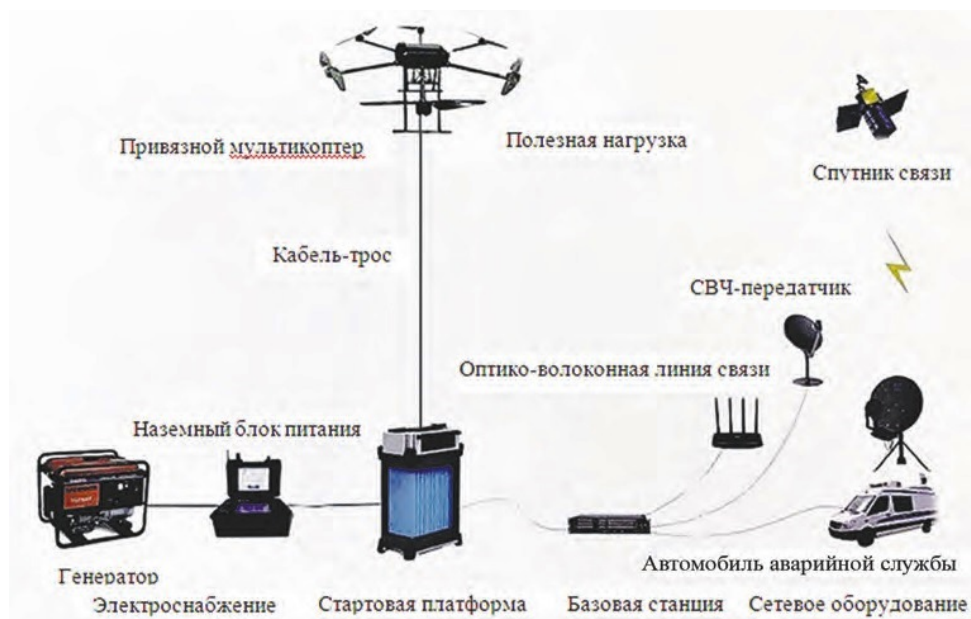 Привязной мультикоптер
Полезная нагрузка
Спутник связи
Кабель-трос
СВЧ-передатчик
Оптико-волоконная линия связи
Наземный блок питания
Генератор
Автомобиль аварийной службы
Электроснабжение
Стартовая платформа
Базовая станция
Сетевое оборудование